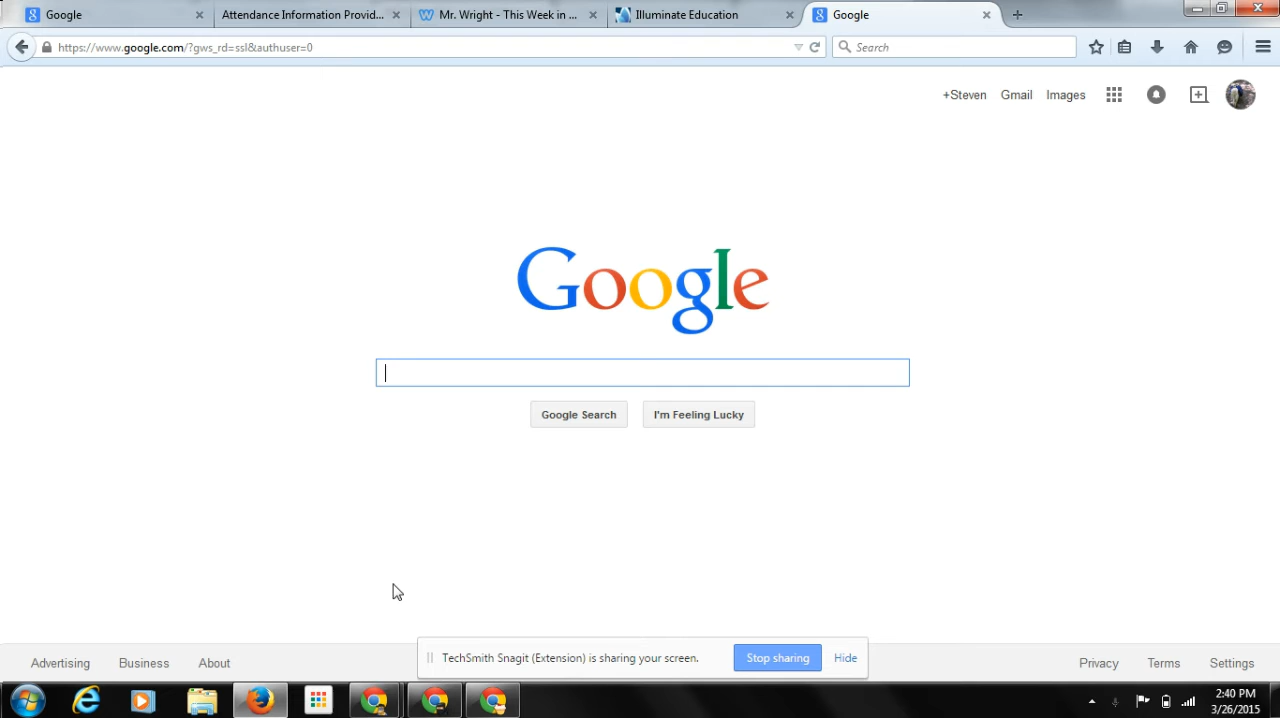 Google
Attendance Information Provid...
Mr. Wright – This Week in ...
Illuminate Education
Google
https://www.google.com/?gws_rd=ssl&authuser=0
Search
+Steven
Gmail
Images
Google
Google Search
I'm Feeling Lucky
TechSmith Snagit (Extension) is sharing your screen.
Stop sharing
Hide
Advertising
Business
About
Privacy
Terms
Settings
2:40 PM
3/26/2015